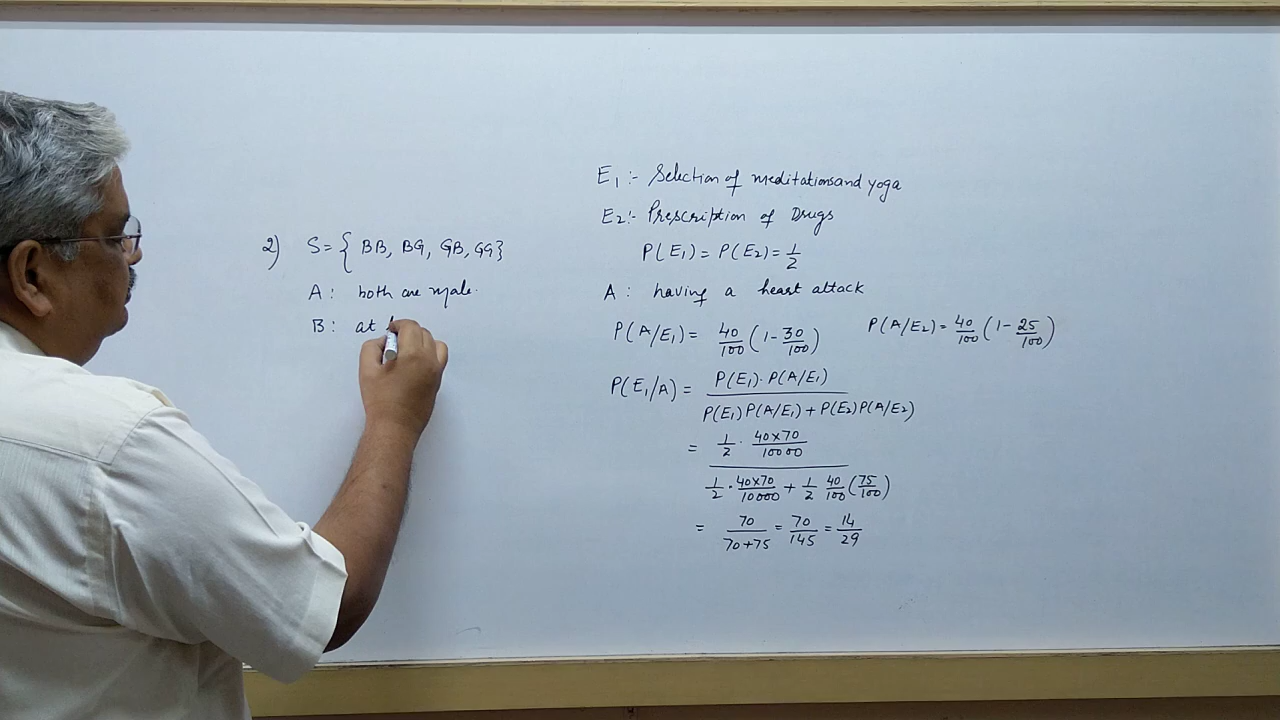 2) S = { BB, BG, GB, GG}
A : both are male.
B : at
E₁ :- Selection of meditationsand yoga
E₂:- Prescription of Drugs
P(E₁) = P(E₂) = 1/2
A : having a heart attack
P(A/E₁) = 40/100 (1 - 30/100) P(A/E₂) = 40/100 (1 - 25/100)
P(E₁/A) = P(E₁). P(A/E₁) / P(E₁)P(A/E₁) + P(E₂)P(A/E₂)
= 1/2 . 40x70/10000 / 1/2 . 40x70/10000 + 1/2 40/100 (75/100)
= 70/70+75 = 70/145 = 14/29